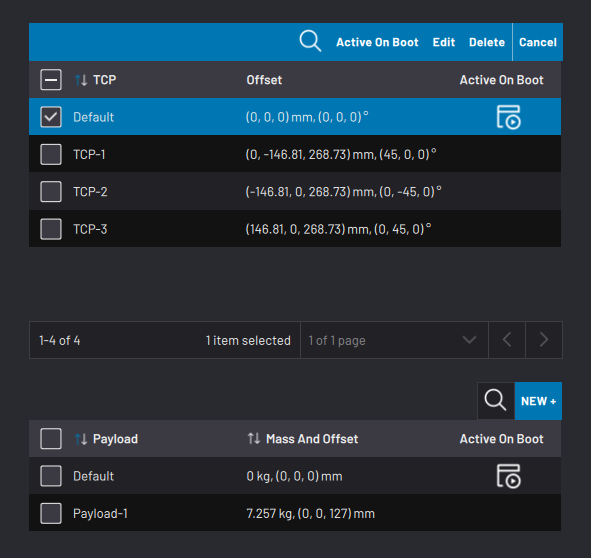 Active On Boot Edit Delete Cancel
TCP Offset Active On Boot
Default (0, 0, 0) mm, (0, 0, 0) °
TCP-1 (0, -146.81, 268.73) mm, (45, 0, 0) °
TCP-2 (-146.81, 0, 268.73) mm, (0, -45, 0) °
TCP-3 (146.81, 0, 268.73) mm, (0, 45, 0) °
1-4 of 4 1 item selected 1 of 1 page
NEW +
Payload Mass And Offset Active On Boot
Default 0 kg, (0, 0, 0) mm
Payload-1 7.257 kg, (0, 0, 127) mm